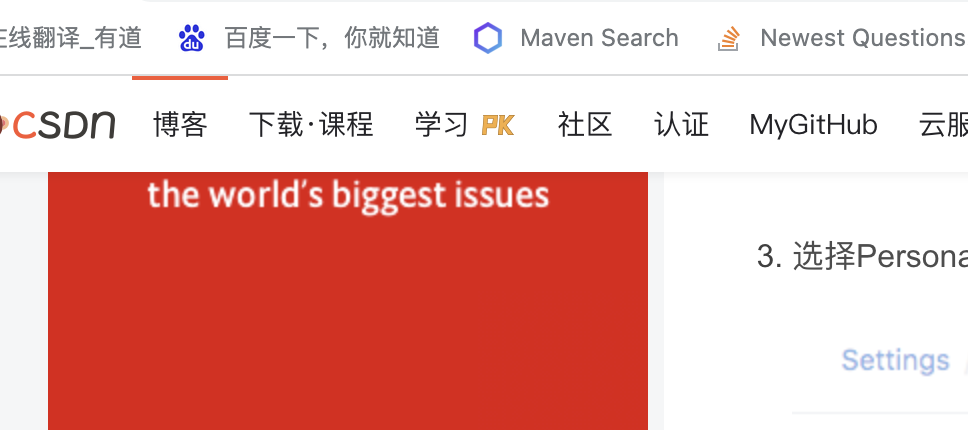 在线翻译_有道 百度一下，你就知道 Maven Search Newest Questions
CSDN 博客 下载·课程 学习 PK 社区 认证 MyGitHub 云服
the world's biggest issues
3. 选择Persona
Settings